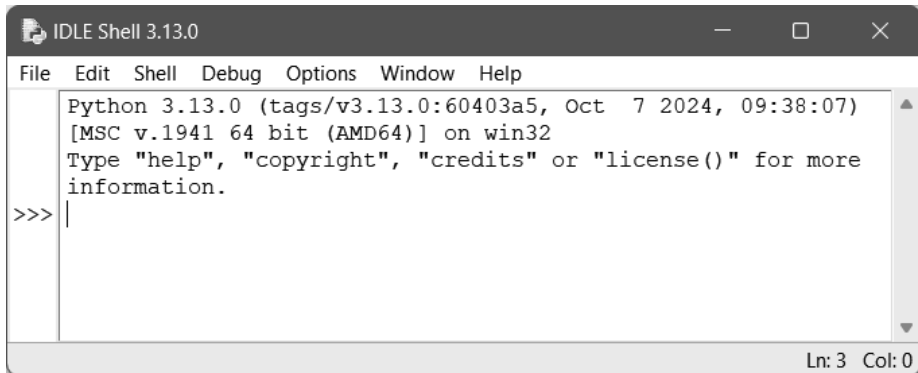 IDLE Shell 3.13.0
File Edit Shell Debug Options Window Help
Python 3.13.0 (tags/v3.13.0:60403a5, Oct  7 2024, 09:38:07)
[MSC v.1941 64 bit (AMD64)] on win32
Type "help", "copyright", "credits" or "license()" for more
information.
>>>
Ln: 3 Col: 0